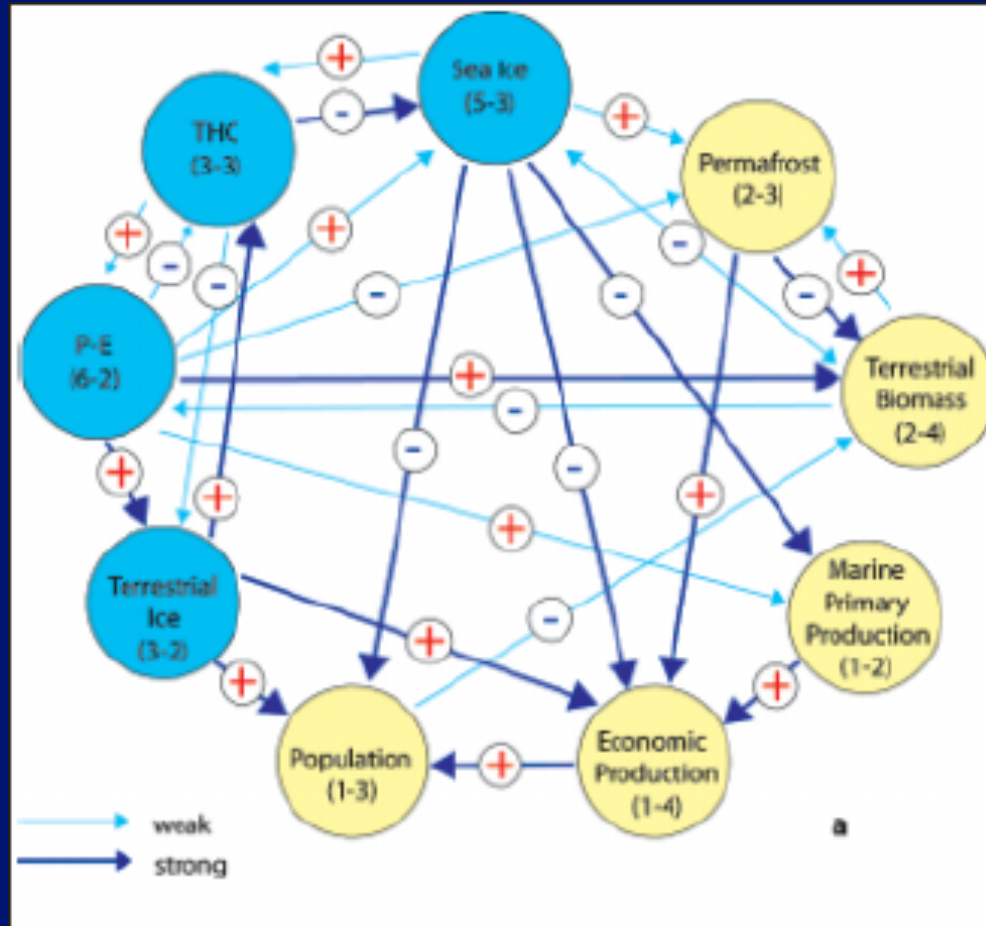 Sea Ice
(5-3)
THC
(3-3)
Permafrost
(2-3|
P-E
(6-2)
Terrestrial
Biomass
(2-4)
Terrestrial
Ice
(3-2)
Marine
Primary
Production
(1-2)
Population
(1-3)
Economic
Production
(1-4)
weak
strong
a
+
-
+
+
-
-
+
-
-
-
+
-
+
-
+
+
-
-
+
+
-
+
+
+
+